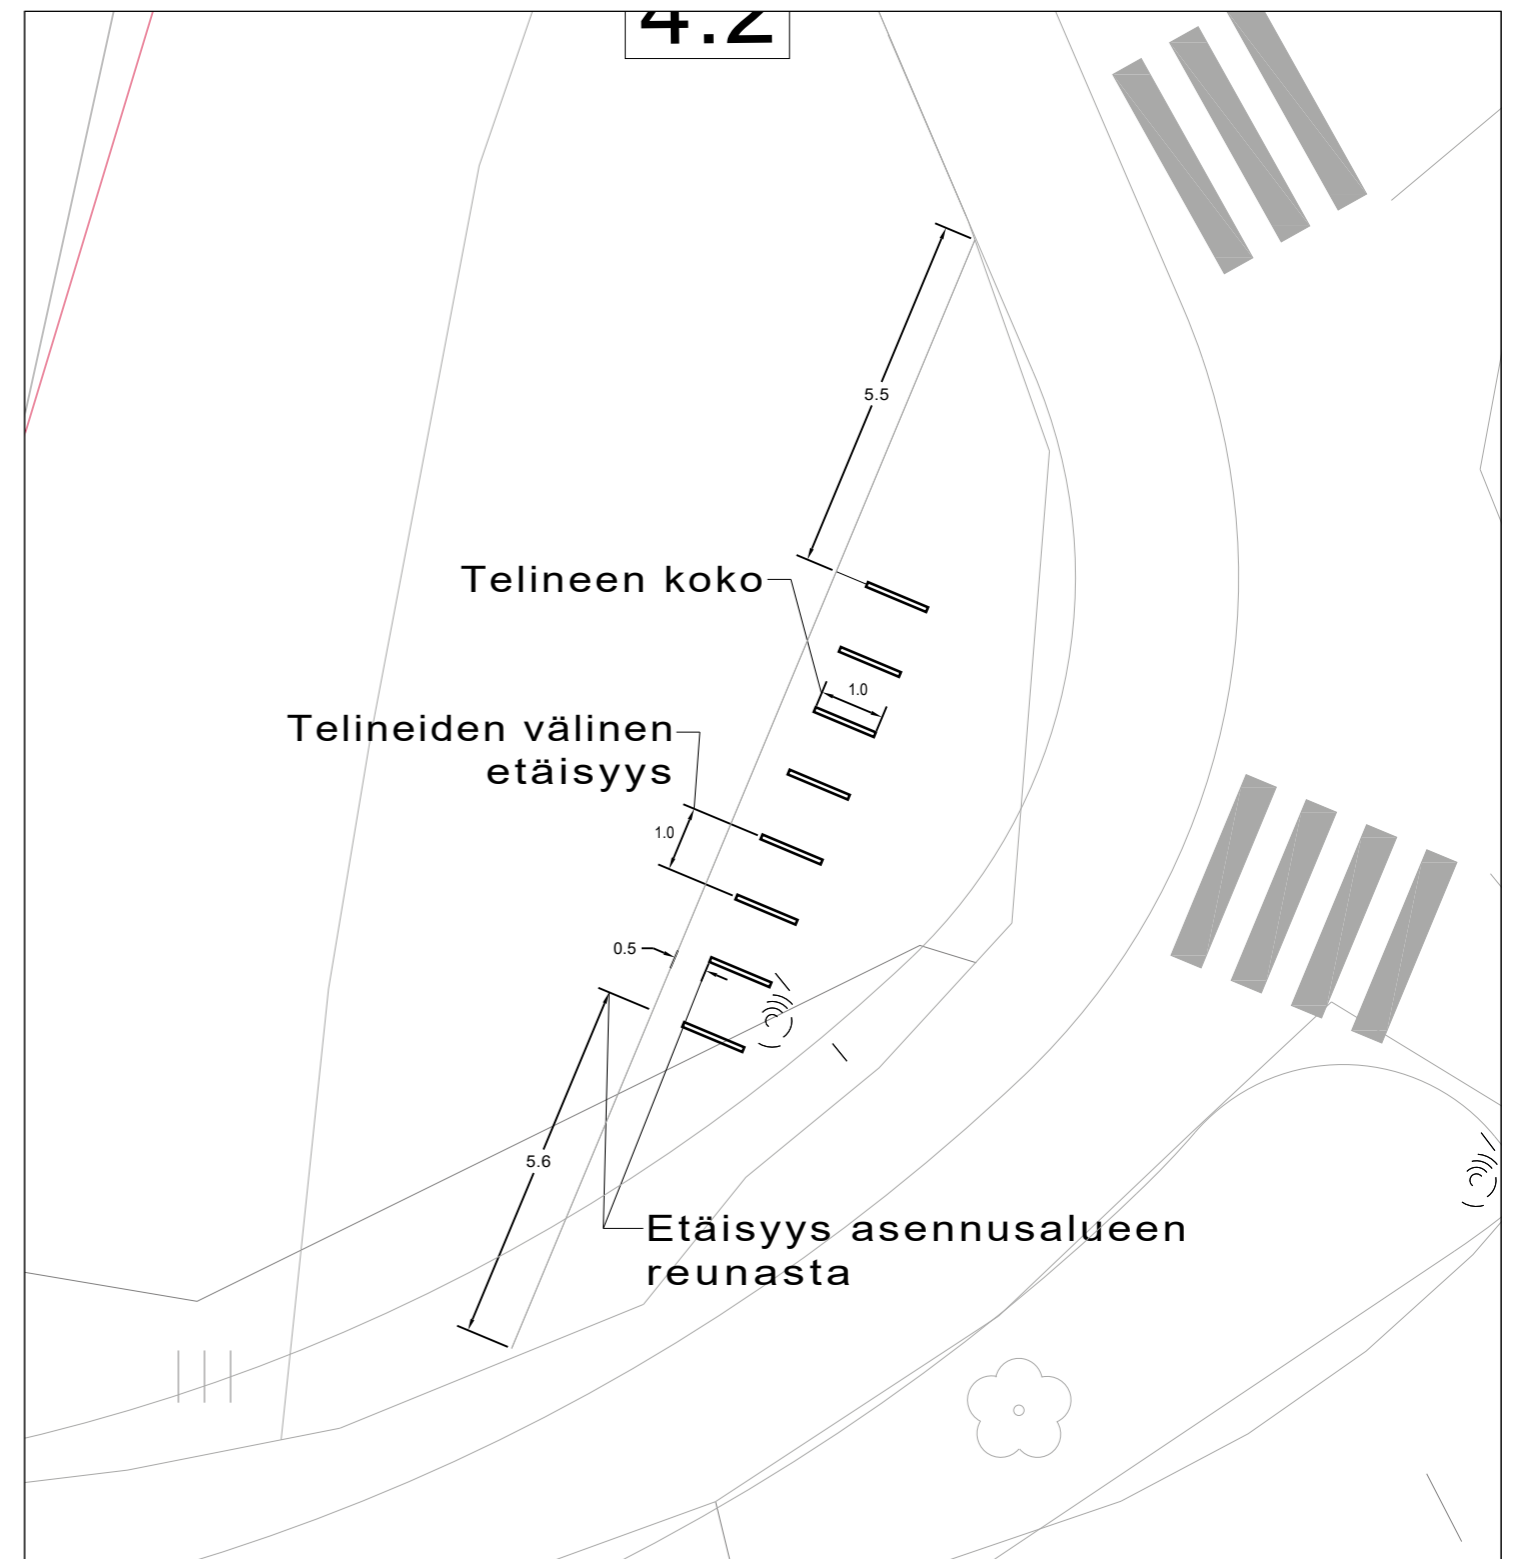 4.2
5.5
Telineen koko
1.0
Telineiden välinen
etäisyys
1.0
0.5
5.6
Etäisyys asennusalueen
reunasta